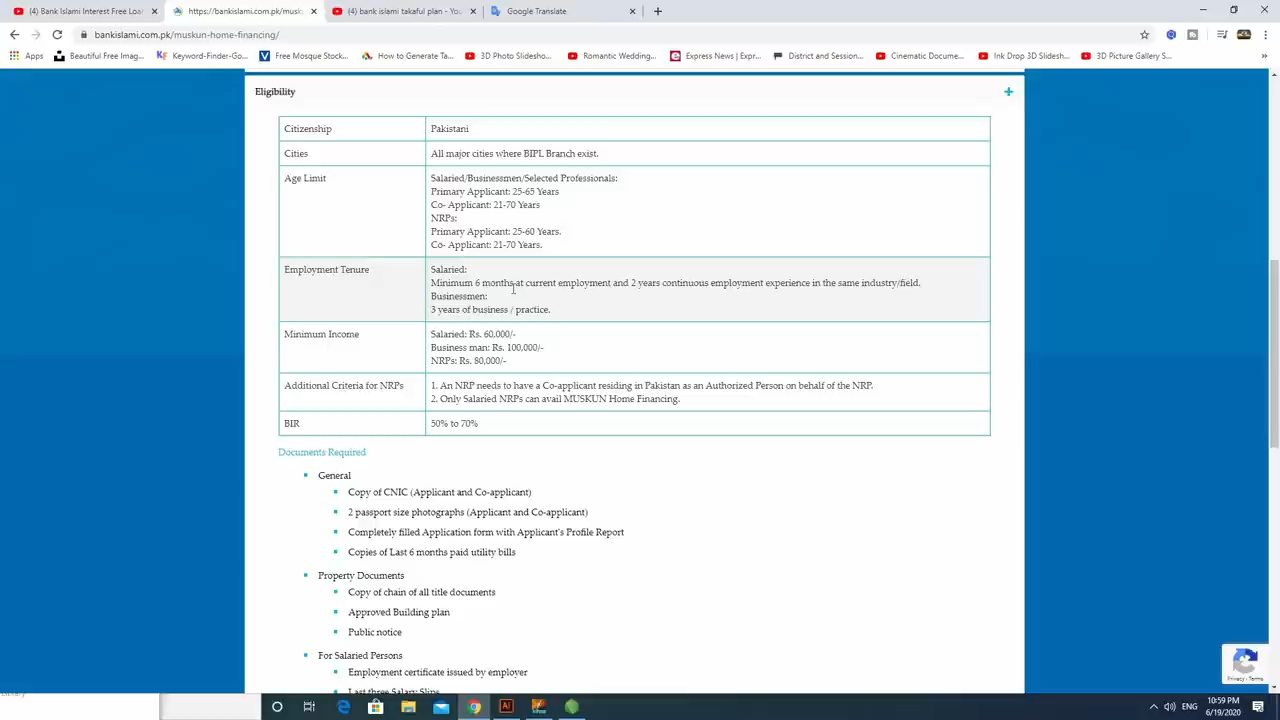 (4) Bank Islami Interest Free Loa
https://bankislami.com.pk/musk
(4) bank islami takaful plan - Yo
Google Translate
bankislami.com.pk/muskun-home-financing/
Apps
Beautiful Free Imag...
Keyword-Finder-Go...
Free Mosque Stock...
How to Generate Ta...
3D Photo Slidesho...
Romantic Wedding...
Express News | Expr...
District and Session...
Cinematic Docume...
Ink Drop 3D Slidesh...
3D Picture Gallery S...
Eligibility
Citizenship
Pakistani
Cities
All major cities where BIPL Branch exist.
Age Limit
Salaried/Businessmen/Selected Professionals:
Primary Applicant: 25-65 Years
Co- Applicant: 21-70 Years
NRPs:
Primary Applicant: 25-60 Years.
Co- Applicant: 21-70 Years.
Employment Tenure
Salaried:
Minimum 6 months at current employment and 2 years continuous employment experience in the same industry/field.
Businessmen:
3 years of business / practice.
Minimum Income
Salaried: Rs. 60,000/-
Business man: Rs. 100,000/-
NRPs: Rs. 80,000/-
Additional Criteria for NRPs
1. An NRP needs to have a Co-applicant residing in Pakistan as an Authorized Person on behalf of the NRP.
2. Only Salaried NRPs can avail MUSKUN Home Financing.
BIR
50% to 70%
Documents Required
General
Copy of CNIC (Applicant and Co-applicant)
2 passport size photographs (Applicant and Co-applicant)
Completely filled Application form with Applicant's Profile Report
Copies of Last 6 months paid utility bills
Property Documents
Copy of chain of all title documents
Approved Building plan
Public notice
For Salaried Persons
Employment certificate issued by employer
Last three Salary Slips
Privacy - Terms
Library
Ai
ENG
10:59 PM
6/19/2020